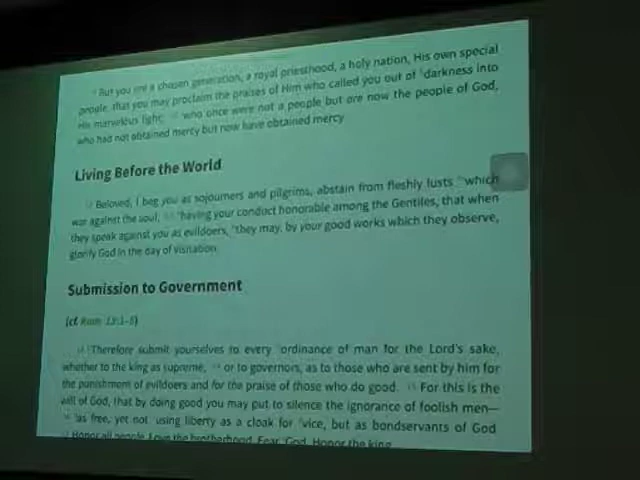 But you are a chosen generation, a royal priesthood, a holy nation, His own special
people, that you may proclaim the praises of Him who called you out of darkness into
His marvelous light; who once were not a people but are now the people of God,
who had not obtained mercy but now have obtained mercy
Living Before the World
Beloved, I beg you as sojourners and pilgrims, abstain from fleshly lusts which
war against the soul, having your conduct honorable among the Gentiles, that when
they speak against you as evildoers, they may, by your good works which they observe,
glorify God in the day of visitation.
Submission to Government
(cf. Rom. 13:1-5)
Therefore submit yourselves to every ordinance of man for the Lord's sake,
whether to the king as supreme, or to governors, as to those who are sent by him for
the punishment of evildoers and for the praise of those who do good. For this is the
will of God, that by doing good you may put to silence the ignorance of foolish men—
as free, yet not using liberty as a cloak for vice, but as bondservants of God
Honor all people. Love the brotherhood. Fear God. Honor the king.